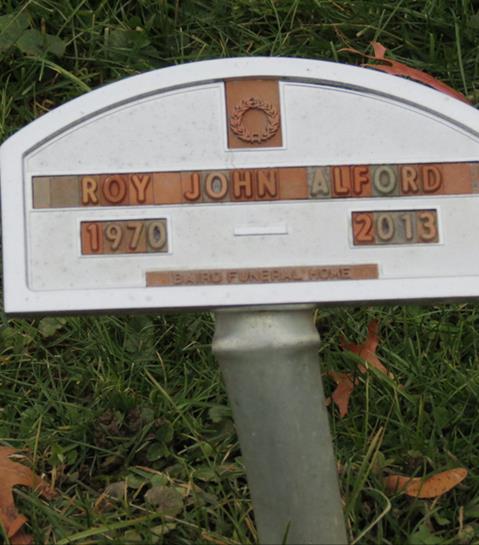 ROY JOHN ALFORD
1970 2013
BAIRD FUNERAL HOME